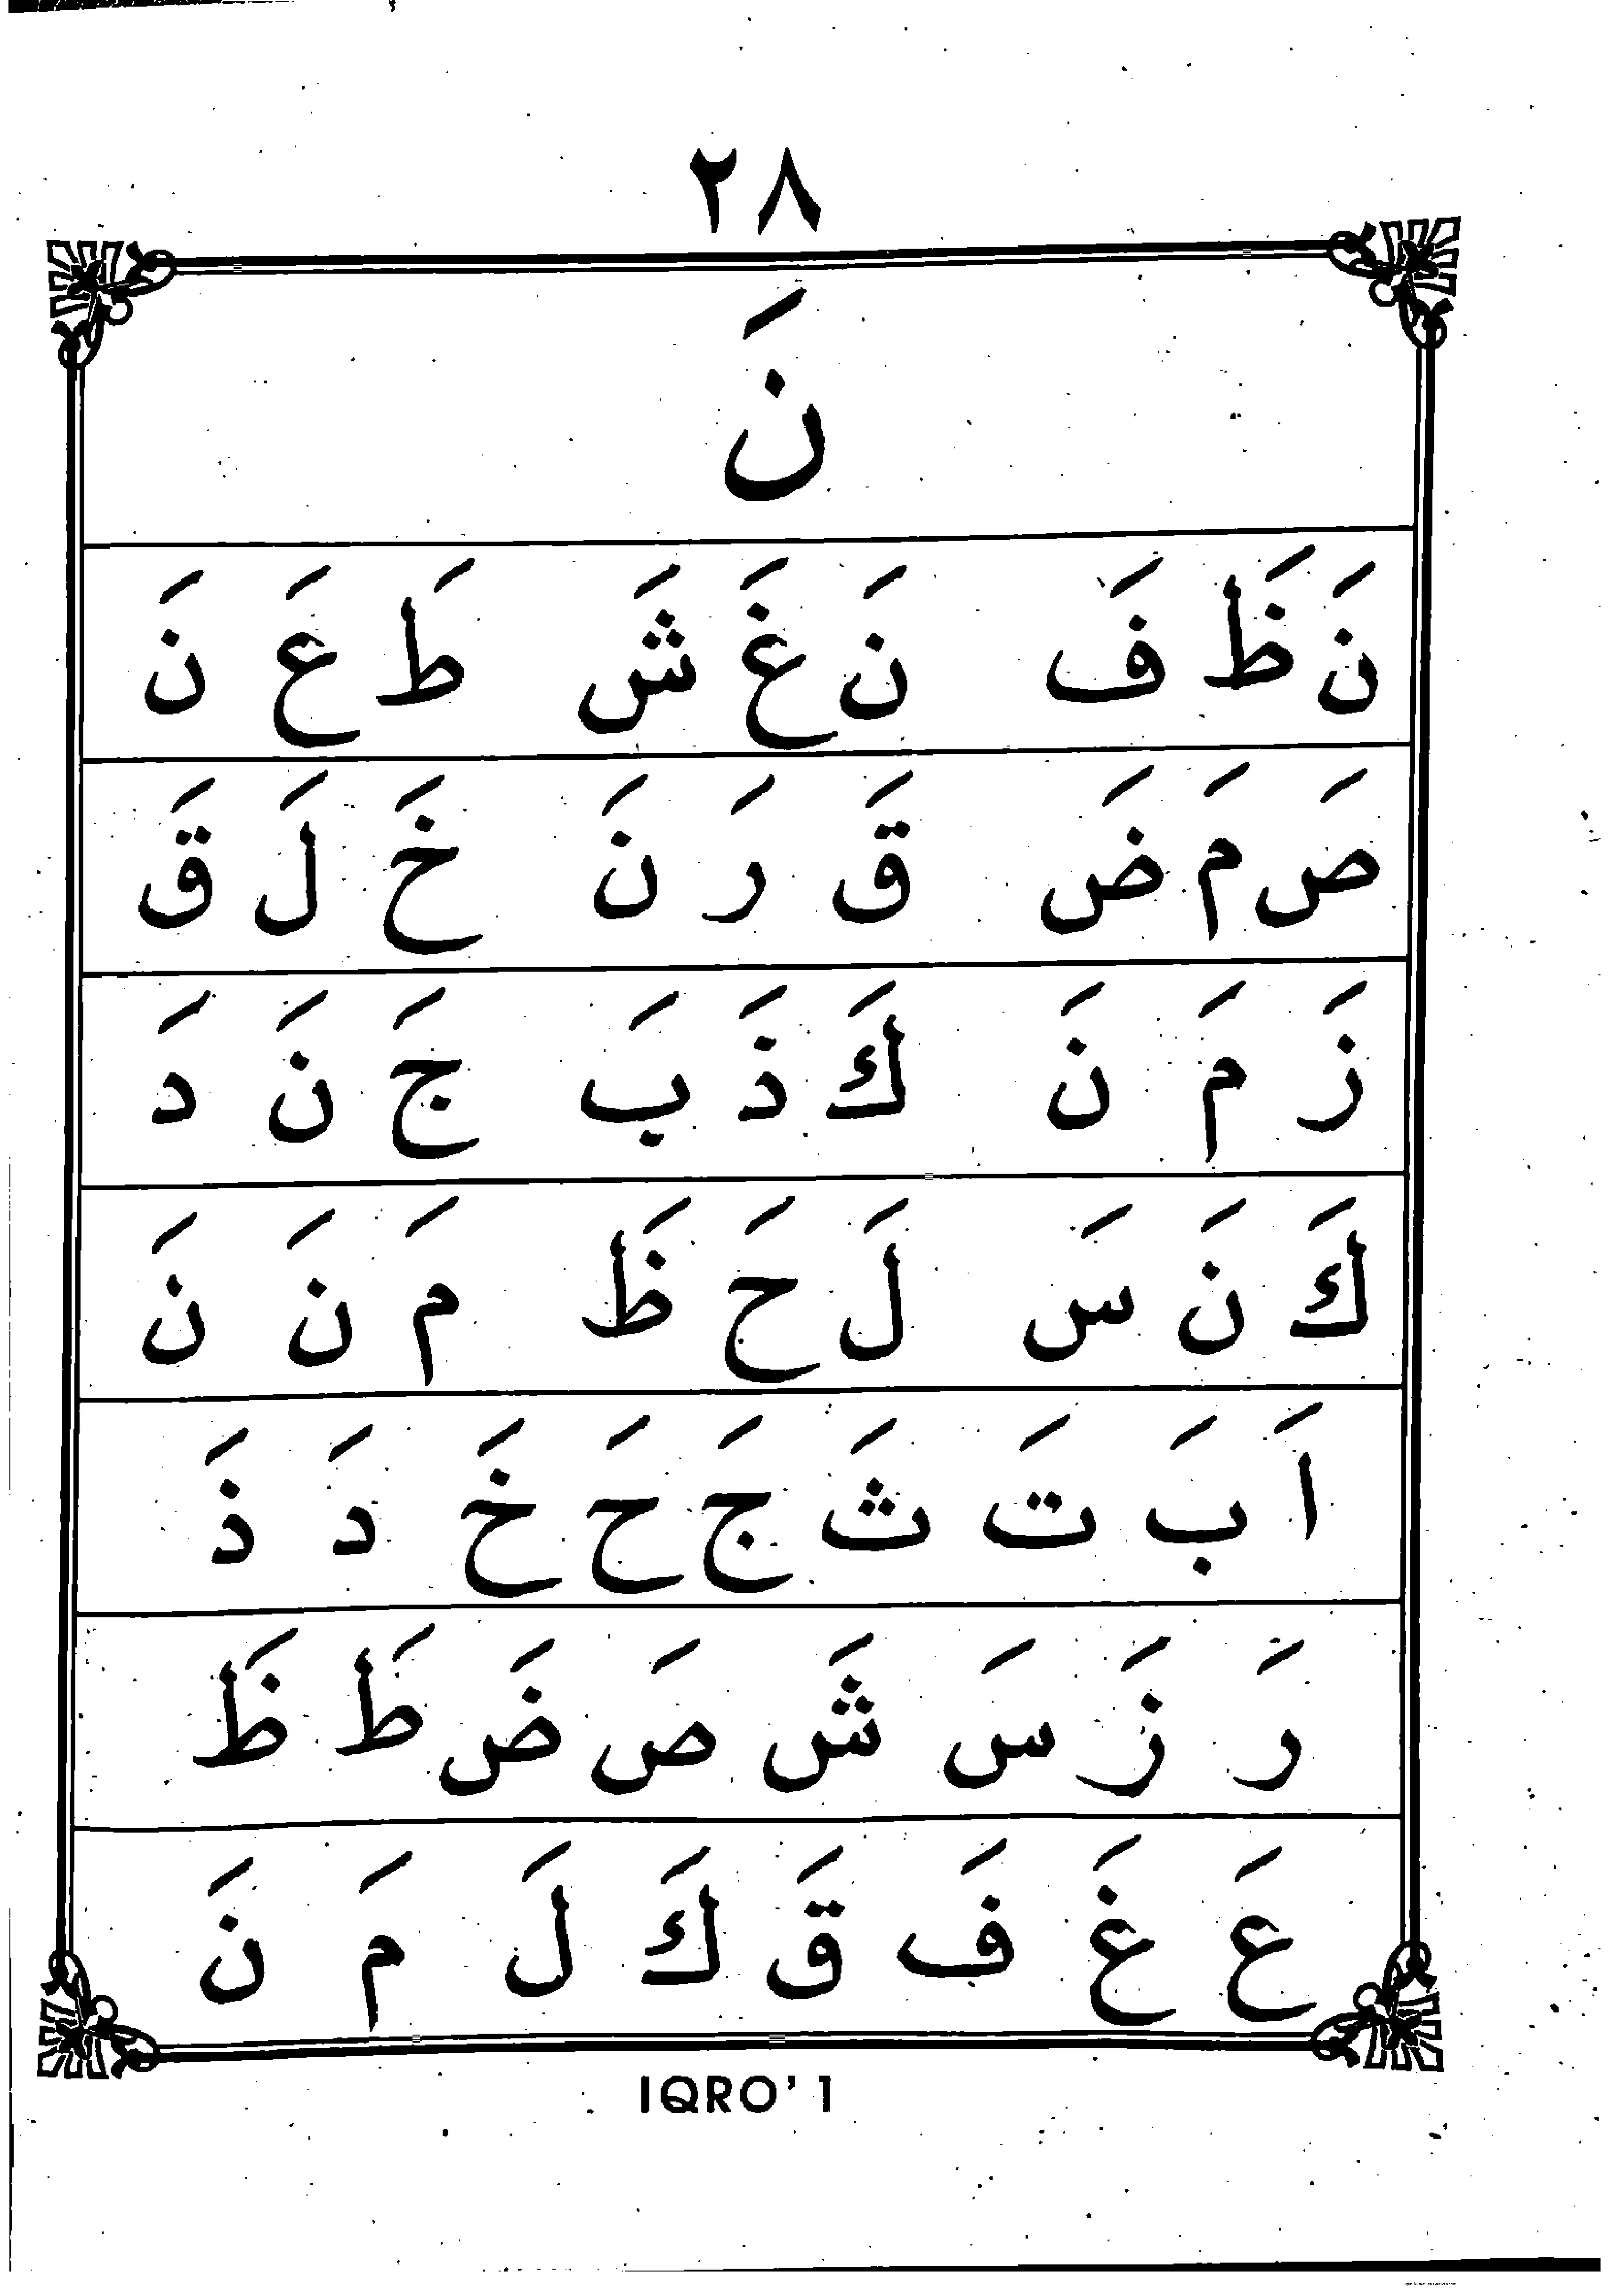 ٢٨
نَ
نَ ظَ فَ نَ غَ شَ طَ عَ نَ
صَ مَ ضَ قَ رَ نَ خَ لَ قَ
زَ مَ نَ كَ ذَ بَ جَ نَ دَ
كَ نَ سَ لَ حَ ظَ مَ نَ نَ
اَ بَ تَ ثَ جَ حَ خَ دَ ذَ
رَ زَ سَ شَ صَ ضَ طَ ظَ
عَ غَ فَ قَ كَ لَ مَ نَ
IQRO' 1